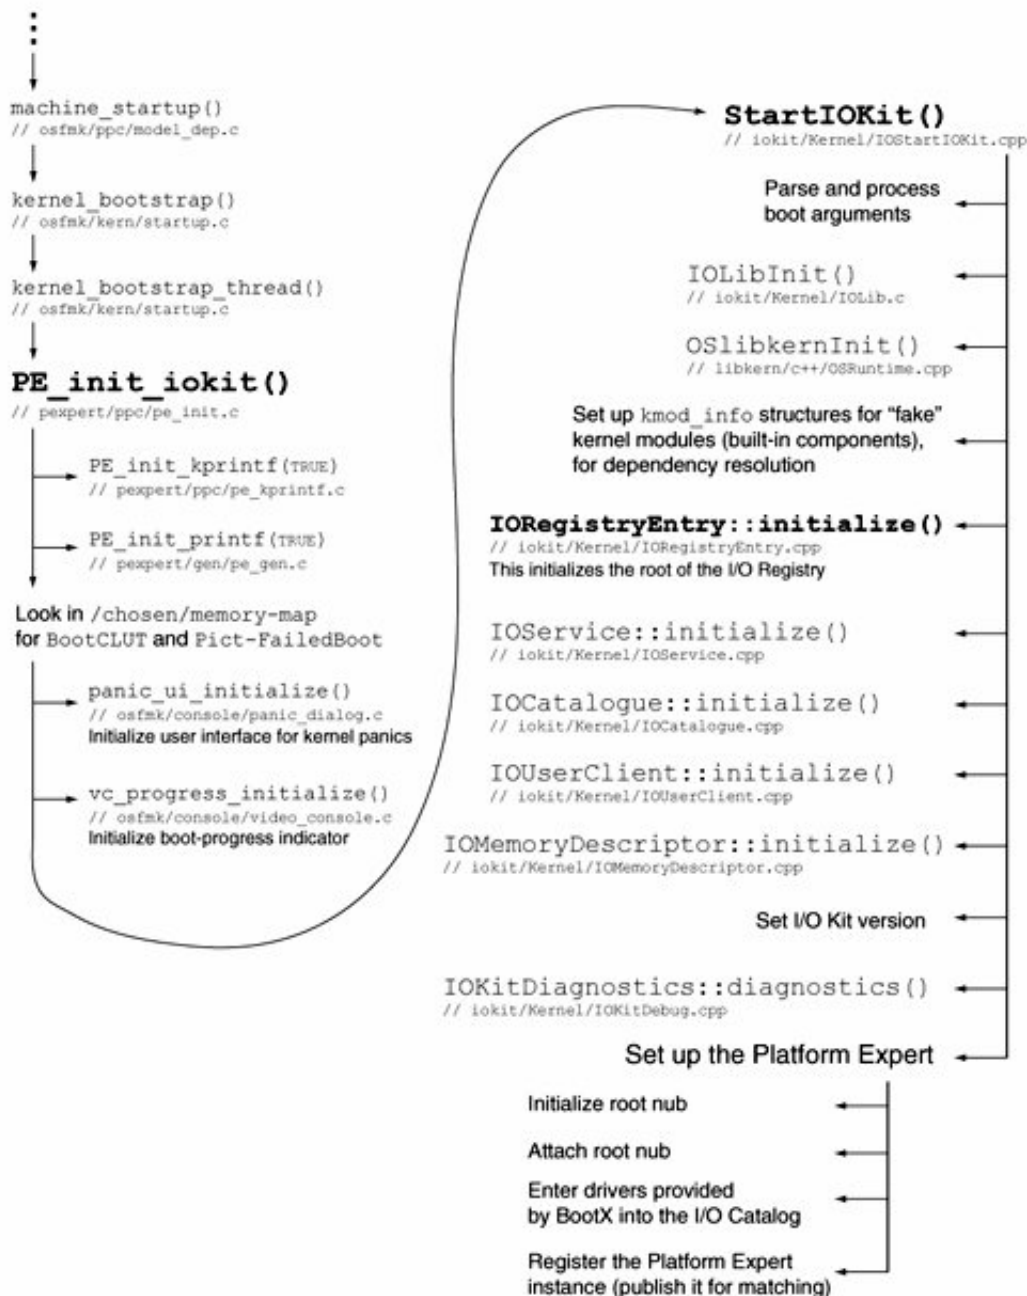 machine_startup()
// osfmk/ppc/model_dep.c
kernel_bootstrap()
// osfmk/kern/startup.c
kernel_bootstrap_thread()
// osfmk/kern/startup.c
PE_init_iokit()
// pexpert/ppc/pe_init.c
PE_init_kprintf(TRUE)
// pexpert/ppc/pe_kprintf.c
PE_init_printf(TRUE)
// pexpert/gen/pe_gen.c
Look in /chosen/memory-map
for BootCLUT and Pict-FailedBoot
panic_ui_initialize()
// osfmk/console/panic_dialog.c
Initialize user interface for kernel panics
vc_progress_initialize()
// osfmk/console/video_console.c
Initialize boot-progress indicator
StartIOKit()
// iokit/Kernel/IOStartIOKit.cpp
Parse and process
boot arguments
IOLibInit()
// iokit/Kernel/IOLib.c
OSlibkernInit()
// libkern/c++/OSRuntime.cpp
Set up kmod_info structures for “fake”
kernel modules (built-in components),
for dependency resolution
IORegistryEntry::initialize()
// iokit/Kernel/IORegistryEntry.cpp
This initializes the root of the I/O Registry
IOService::initialize()
// iokit/Kernel/IOService.cpp
IOCatalogue::initialize()
// iokit/Kernel/IOCatalogue.cpp
IOUserClient::initialize()
// iokit/Kernel/IOUserClient.cpp
IOMemoryDescriptor::initialize()
// iokit/Kernel/IOMemoryDescriptor.cpp
Set I/O Kit version
IOKitDiagnostics::diagnostics()
// iokit/Kernel/IOKitDebug.cpp
Set up the Platform Expert
Initialize root nub
Attach root nub
Enter drivers provided
by BootX into the I/O Catalog
Register the Platform Expert
instance (publish it for matching)